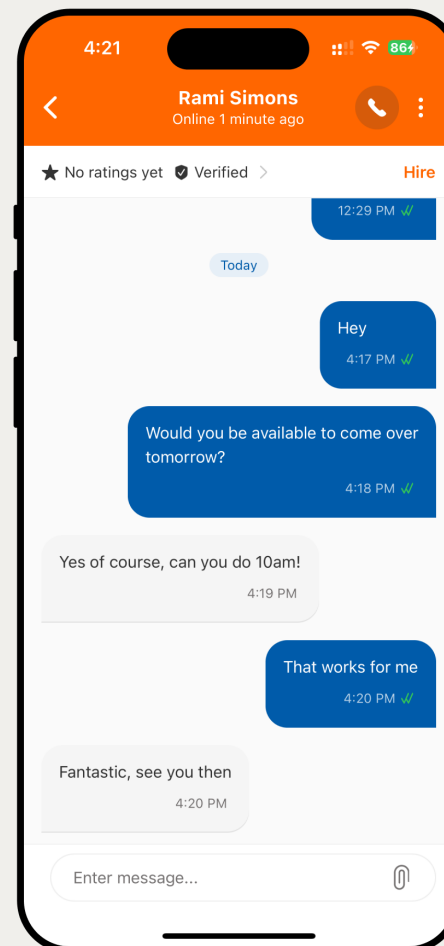 4:21
86
Rami Simons
Online 1 minute ago
No ratings yet Verified
Hire
12:29 PM
Today
Hey
4:17 PM
Would you be available to come over
tomorrow?
4:18 PM
Yes of course, can you do 10am!
4:19 PM
That works for me
4:20 PM
Fantastic, see you then
4:20 PM
Enter message...